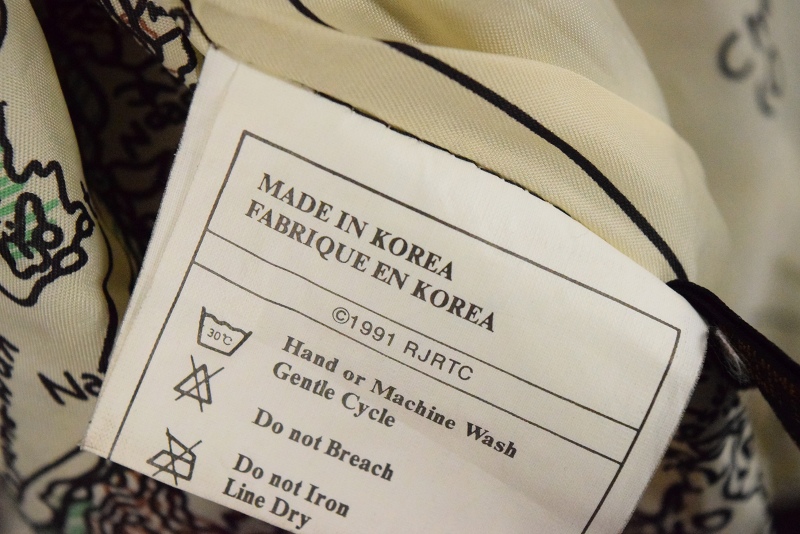 MADE IN KOREA
FABRIQUE EN KOREA
©1991 RJRTC
30℃
Hand or Machine Wash
Gentle Cycle
Do not Breach
Do not Iron
Line Dry
Na